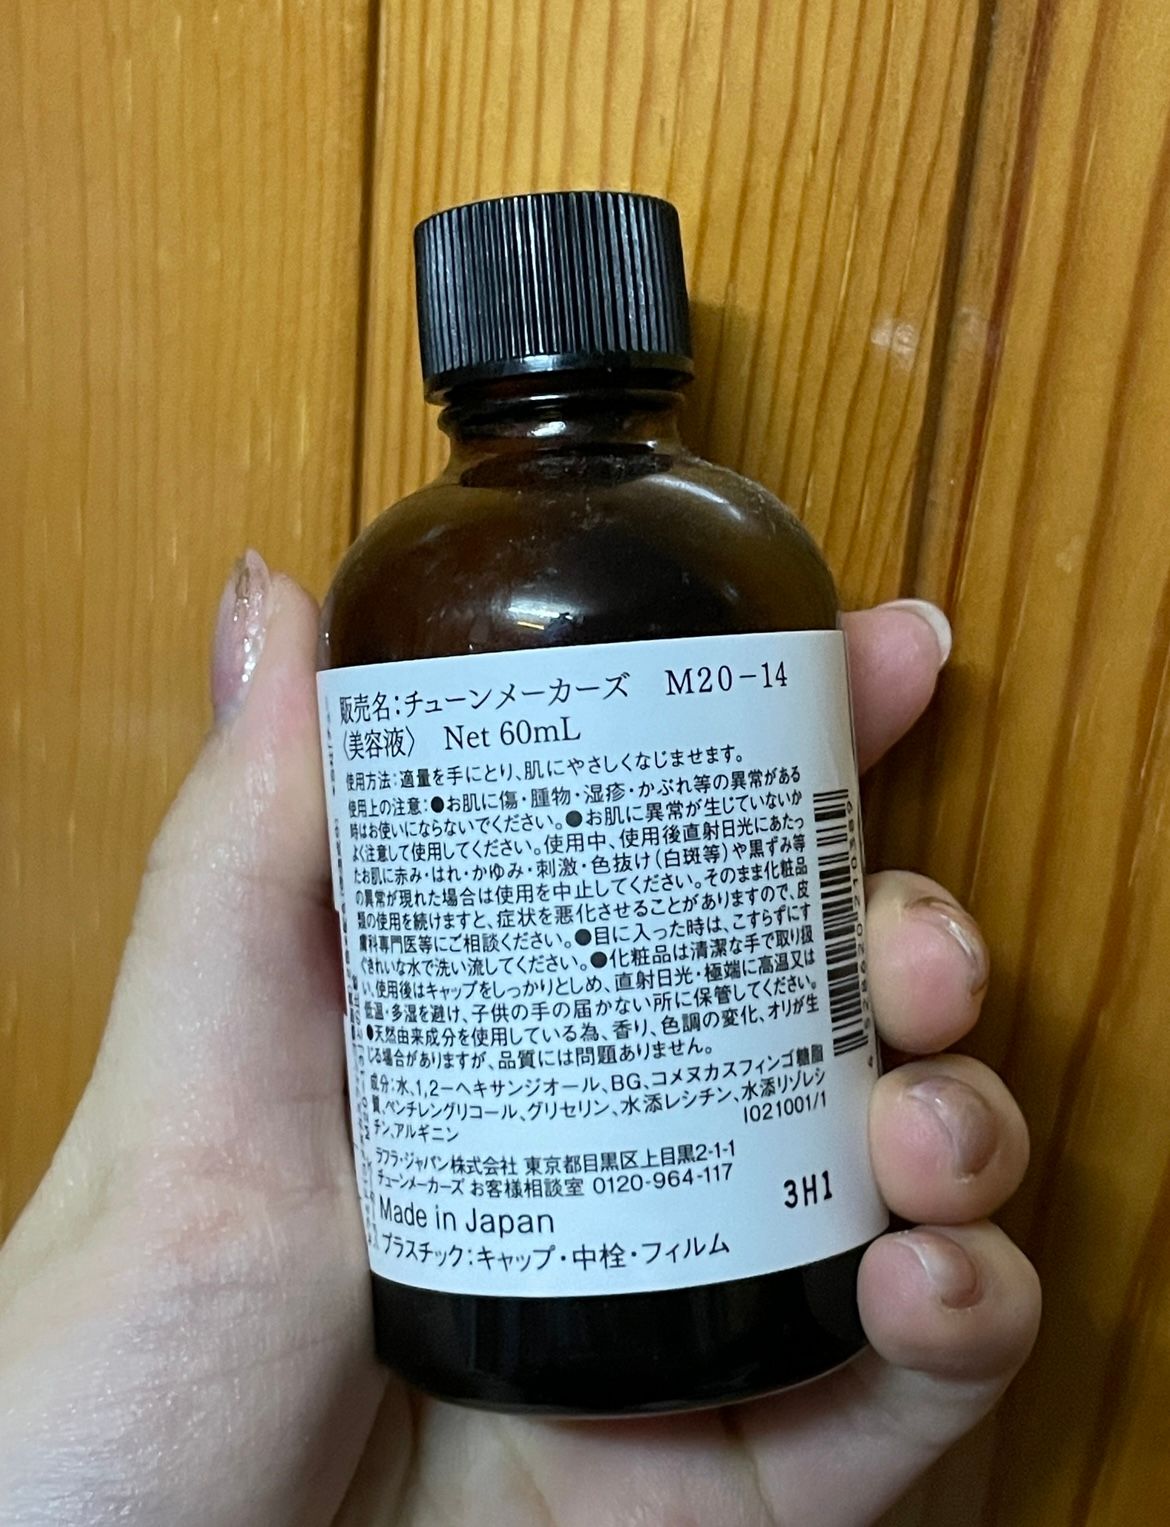 販売名:チューンメーカーズ M20-14
〈美容液〉 Net 60mL
使用方法:適量を手にとり、肌にやさしくなじませます。
使用上の注意:●お肌に傷・腫物・湿疹・かぶれ等の異常がある
時はお使いにならないでください。●お肌に異常が生じていないか
よく注意して使用してください。使用中、使用後直射日光にあたっ
たお肌に赤み・はれ・かゆみ・刺激・色抜け(白斑等)や黒ずみ等
の異常が現れた場合は使用を中止してください。そのまま化粧品
類の使用を続けますと、症状を悪化させることがありますので、皮
膚科専門医等にご相談ください。●目に入った時は、こすらずにす
ぐきれいな水で洗い流してください。●化粧品は清潔な手で取り扱
い、使用後はキャップをしっかりとしめ、直射日光・極端に高温又は
低温・多湿を避け、子供の手の届かない所に保管してください。
●天然由来成分を使用している為、香り、色調の変化、オリが生
じる場合がありますが、品質には問題ありません。
成分:水、1,2-ヘキサンジオール、BG、コメヌカスフィンゴ糖脂
質、ペンチレングリコール、グリセリン、水添レシチン、水添リゾレシ
チン、アルギニン
IO21001/1
ラフラ・ジャパン株式会社 東京都目黒区上目黒2-1-1
チューンメーカーズ お客様相談室 0120-964-117
Made in Japan
3H1
プラスチック:キャップ・中栓・フィルム